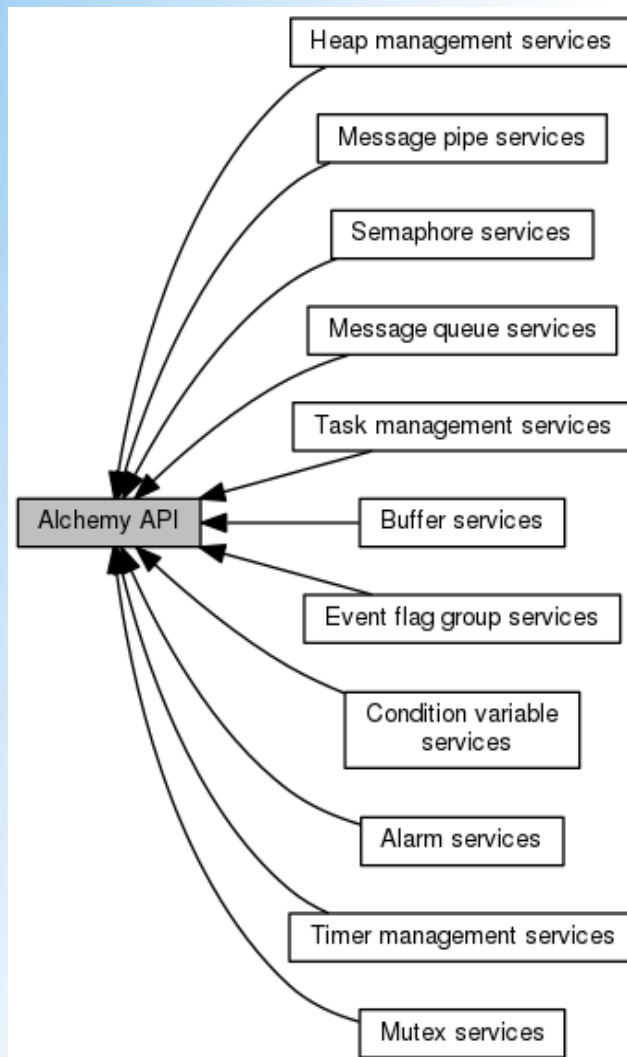 Heap management services
Message pipe services
Semaphore services
Message queue services
Task management services
Alchemy API
Buffer services
Event flag group services
Condition variable
services
Alarm services
Timer management services
Mutex services